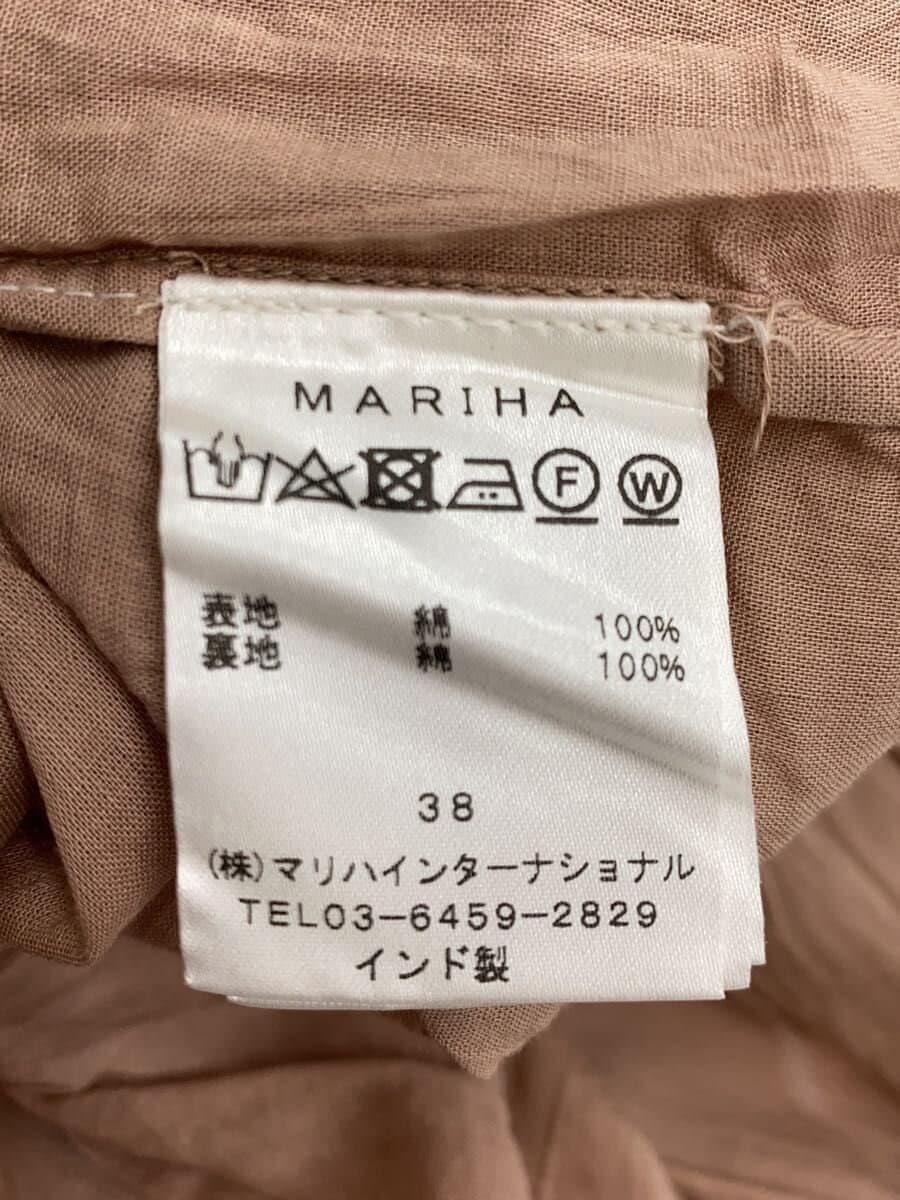 MARIHA
F W
表地 綿 100%
裏地 綿 100%
38
(株)マリハインターナショナル
TEL03-6459-2829
インド製